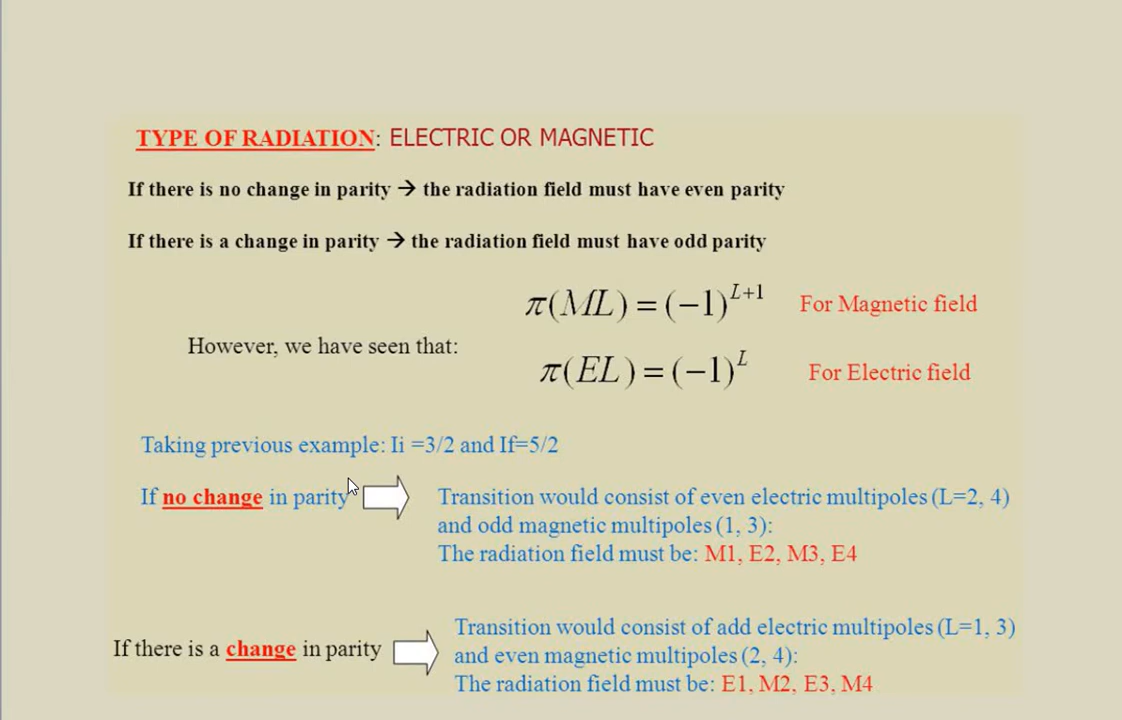 TYPE OF RADIATION: ELECTRIC OR MAGNETIC
If there is no change in parity → the radiation field must have even parity
If there is a change in parity → the radiation field must have odd parity
π(ML) = (−1)^{L+1} For Magnetic field
However, we have seen that:
π(EL) = (−1)^L For Electric field
Taking previous example: Ii =3/2 and If=5/2
If no change in parity
Transition would consist of even electric multipoles (L=2, 4)
and odd magnetic multipoles (1, 3):
The radiation field must be: M1, E2, M3, E4
If there is a change in parity
Transition would consist of add electric multipoles (L=1, 3)
and even magnetic multipoles (2, 4):
The radiation field must be: E1, M2, E3, M4